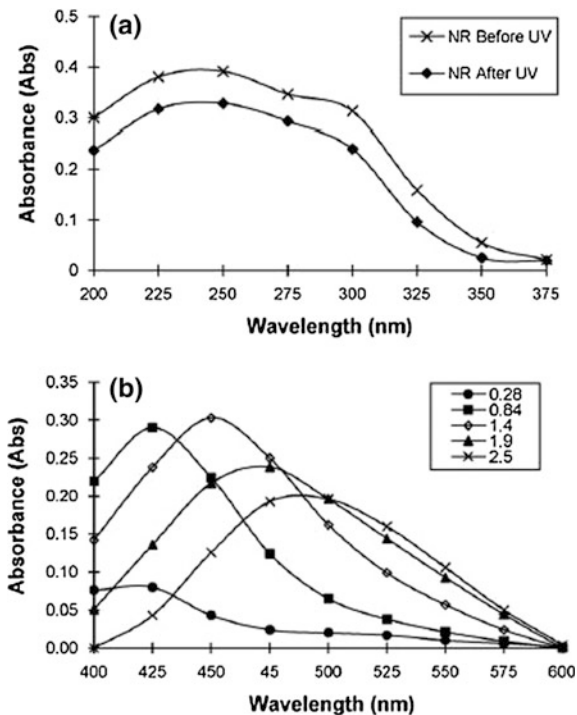 (a)
NR Before UV
NR After UV
0.5
0.4
0.3
0.2
0.1
0
Absorbance (Abs)
200 225 250 275 300 325 350 375
Wavelength (nm)
(b)
0.28
0.84
1.4
1.9
2.5
0.35
0.30
0.25
0.20
0.15
0.10
0.05
0.00
Absorbance (Abs)
400 425 450 45 500 525 550 575 600
Wavelength (nm)